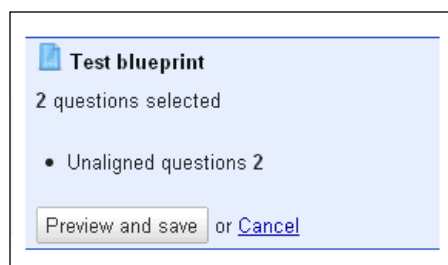 Test blueprint
2 questions selected
• Unaligned questions 2
Preview and save or Cancel